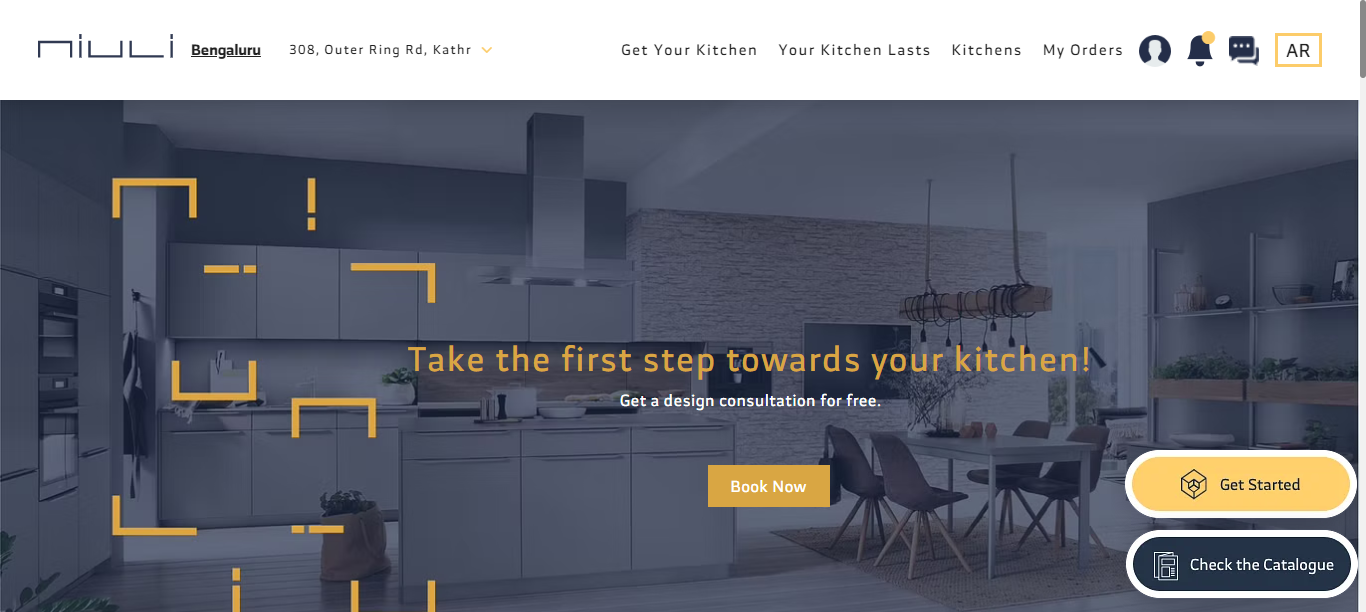 niuli
Bengaluru
308, Outer Ring Rd, Kathr
Get Your Kitchen
Your Kitchen Lasts
Kitchens
My Orders
AR
Take the first step towards your kitchen!
Get a design consultation for free.
Book Now
Get Started
Check the Catalogue